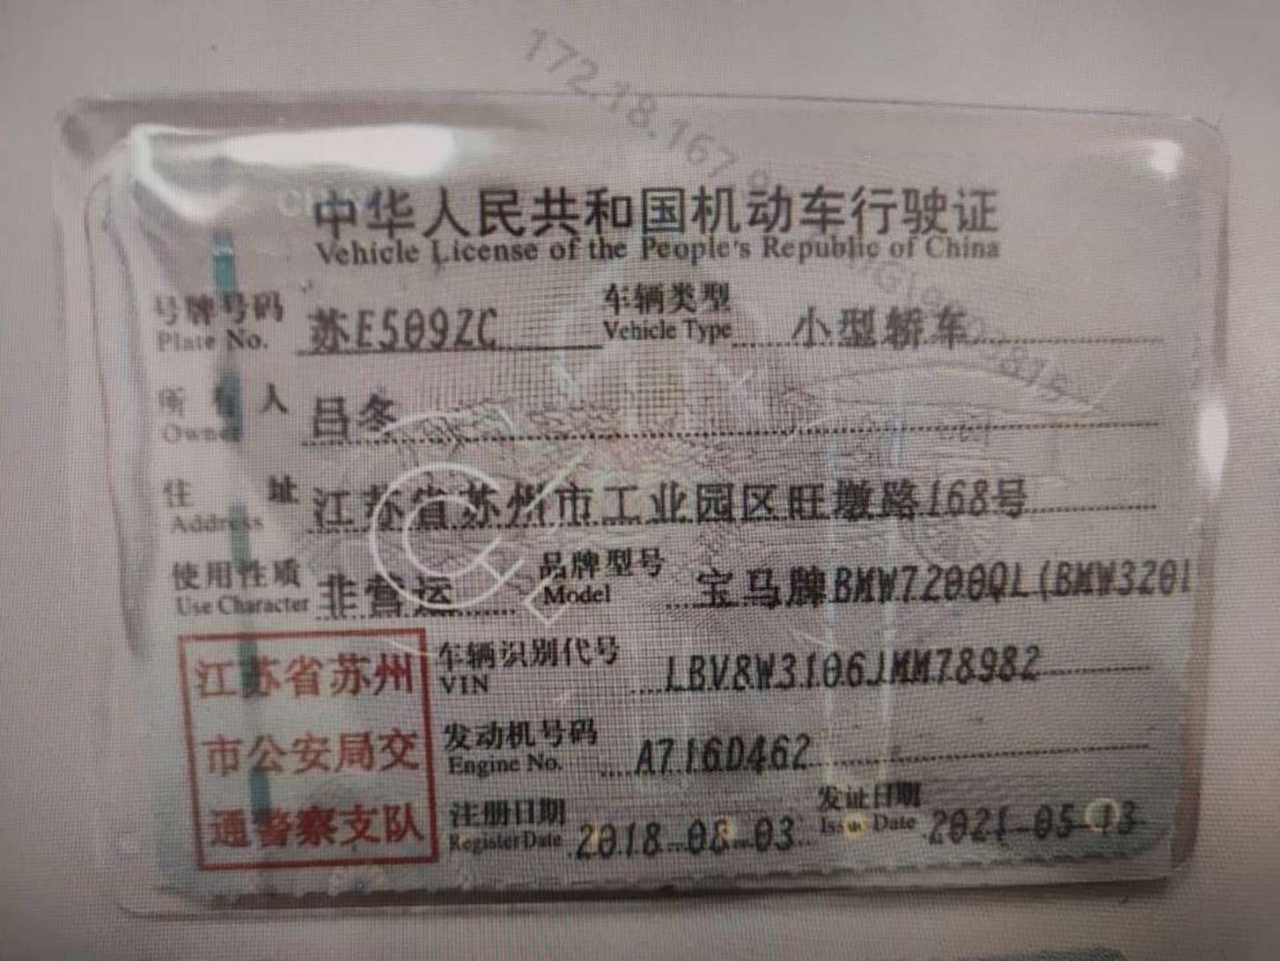 172.18.167
中华人民共和国机动车行驶证
Vehicle License of the People's Republic of China
号牌号码 苏E509ZC 车辆类型 小型轿车
Plate No. Vehicle Type
所有人 吕冬
Owner
住址 江苏省苏州市工业园区旺墩路168号
Address
使用性质 非营运 品牌型号 宝马牌BMW7200QL(BMW320l
Use Character Model
江苏省苏州
市公安局交
通警察支队
车辆识别代号 LBV8W3106JMM78982
VIN
发动机号码 A716D462
Engine No.
注册日期 2018-08-03 发证日期 2021-05-13
Register Date Issue Date